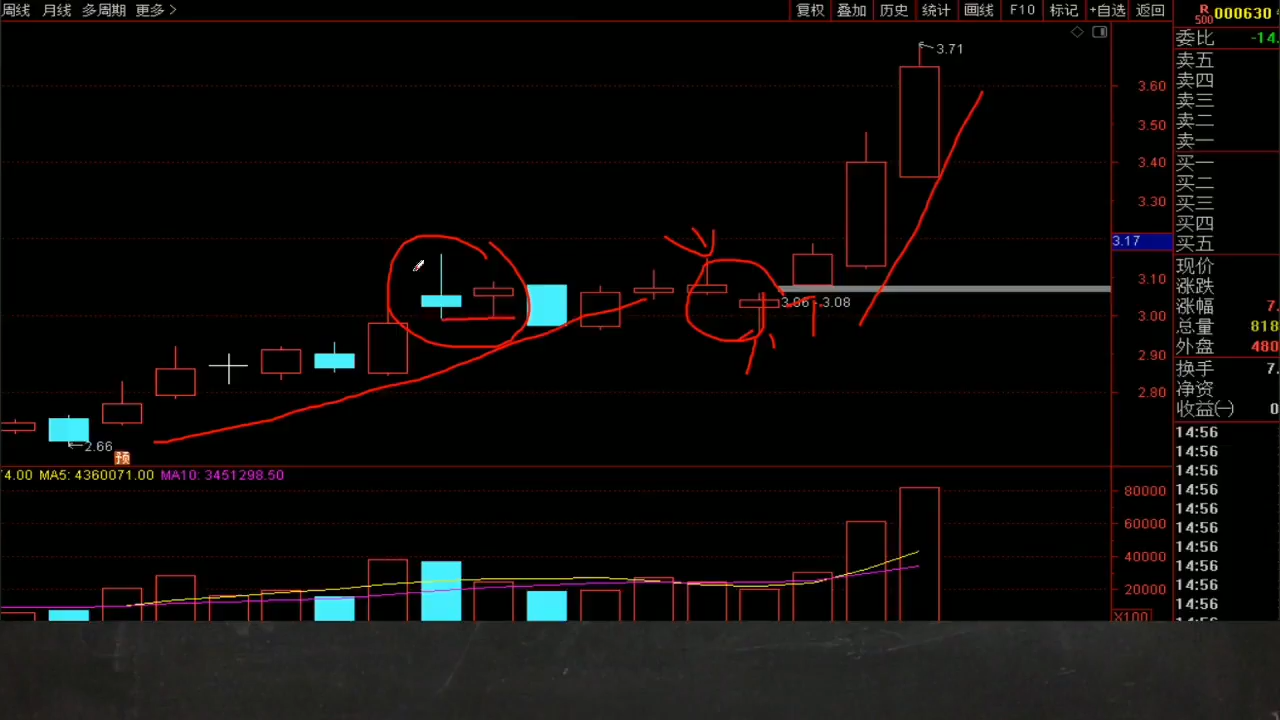 周线 月线 多周期 更多> 复权 叠加 历史 统计 画线 F10 标记 +自选 返回
R 500 000630
委比 -14.
卖五
卖四
卖三
卖二
卖一
买一
买二
买三
买四
买五
现价
涨跌
涨幅 7.
总量 818
外盘 480
换手 7.
净资
收益(一) 0
14:56
14:56
14:56
14:56
14:56
14:56
14:56
14:56
14:56
14:56
3.71
3.60
3.50
3.40
3.30
3.17
3.10
3.00
2.90
2.80
3.06 - 3.08
2.66
预
74.00 MA5: 4360071.00 MA10: 3451298.50
80000
60000
40000
20000
X100